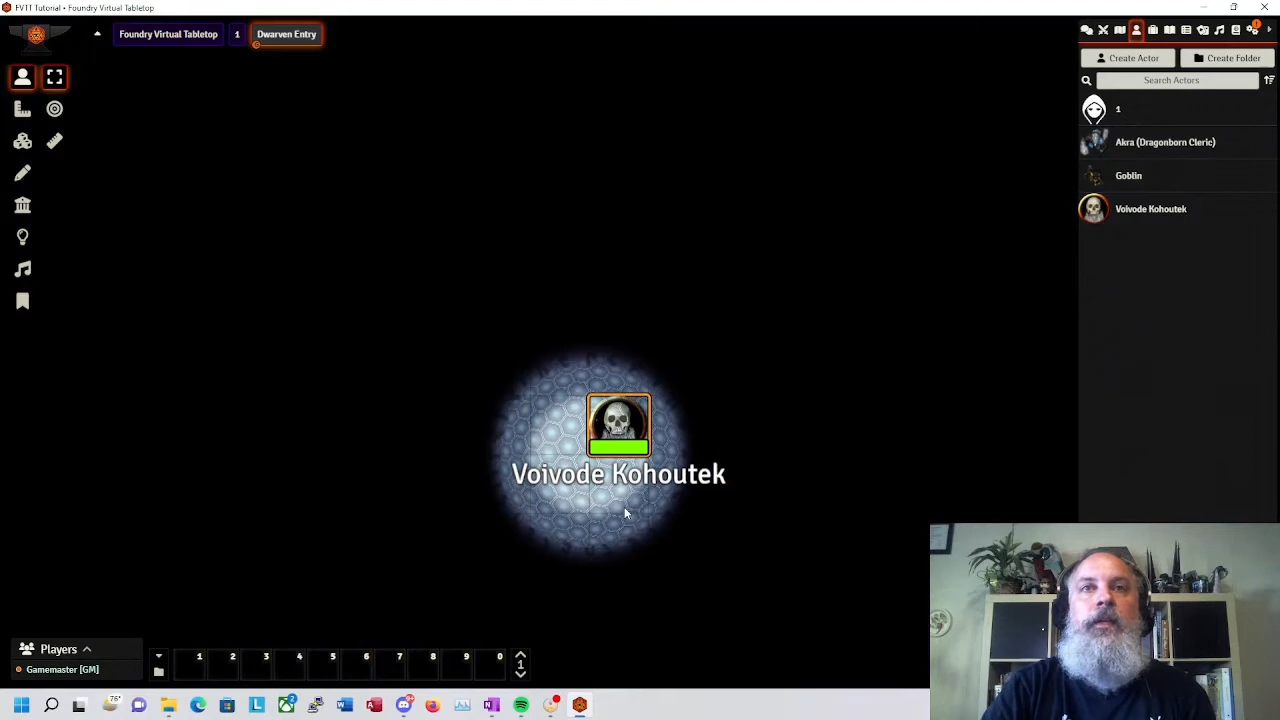 FVTT Tutorial • Foundry Virtual Tabletop
Foundry Virtual Tabletop
1
Dwarven Entry
G
Create Actor
Create Folder
Search Actors
1
Akra (Dragonborn Cleric)
Goblin
Voivode Kohoutek
Voivode Kohoutek
Players
Gamemaster [GM]
1 2 3 4 5 6 7 8 9 0
1
76°